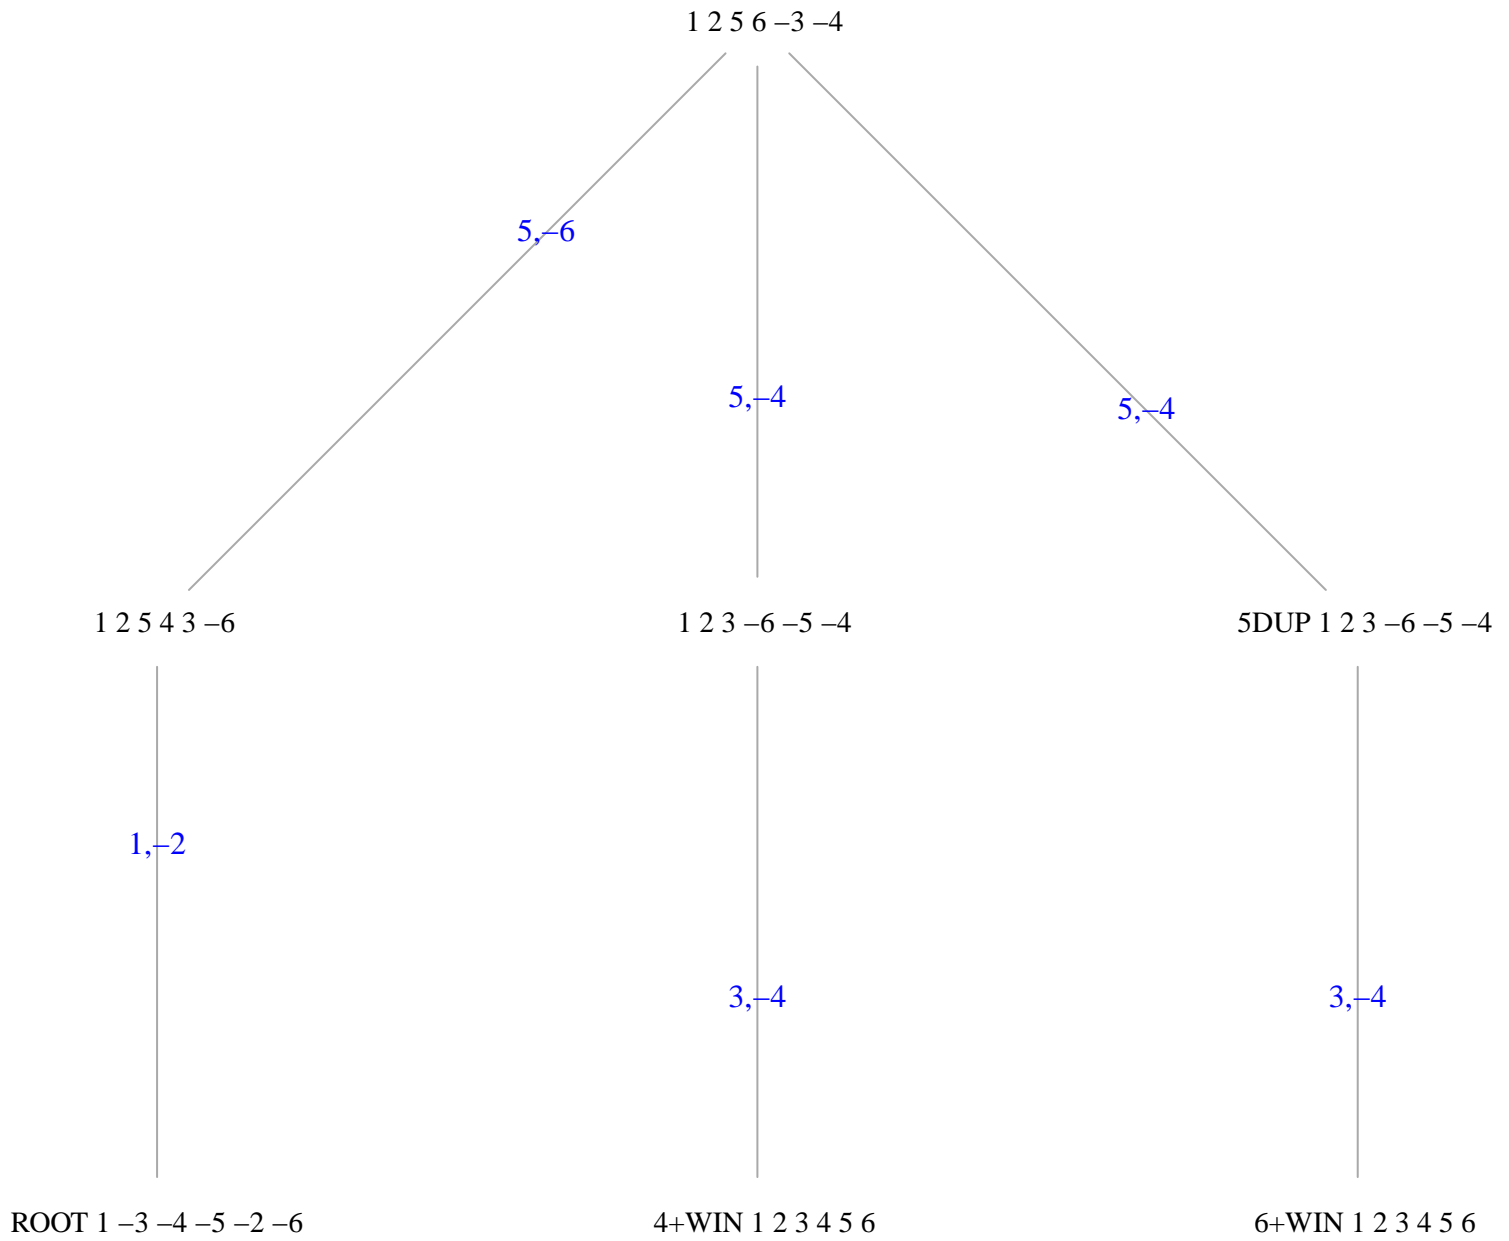 1 2 5 6 –3 –4
5,–6
5,–4
5,–4
1 2 5 4 3 –6
1 2 3 –6 –5 –4
5DUP 1 2 3 –6 –5 –4
1,–2
3,–4
3,–4
ROOT 1 –3 –4 –5 –2 –6
4+WIN 1 2 3 4 5 6
6+WIN 1 2 3 4 5 6